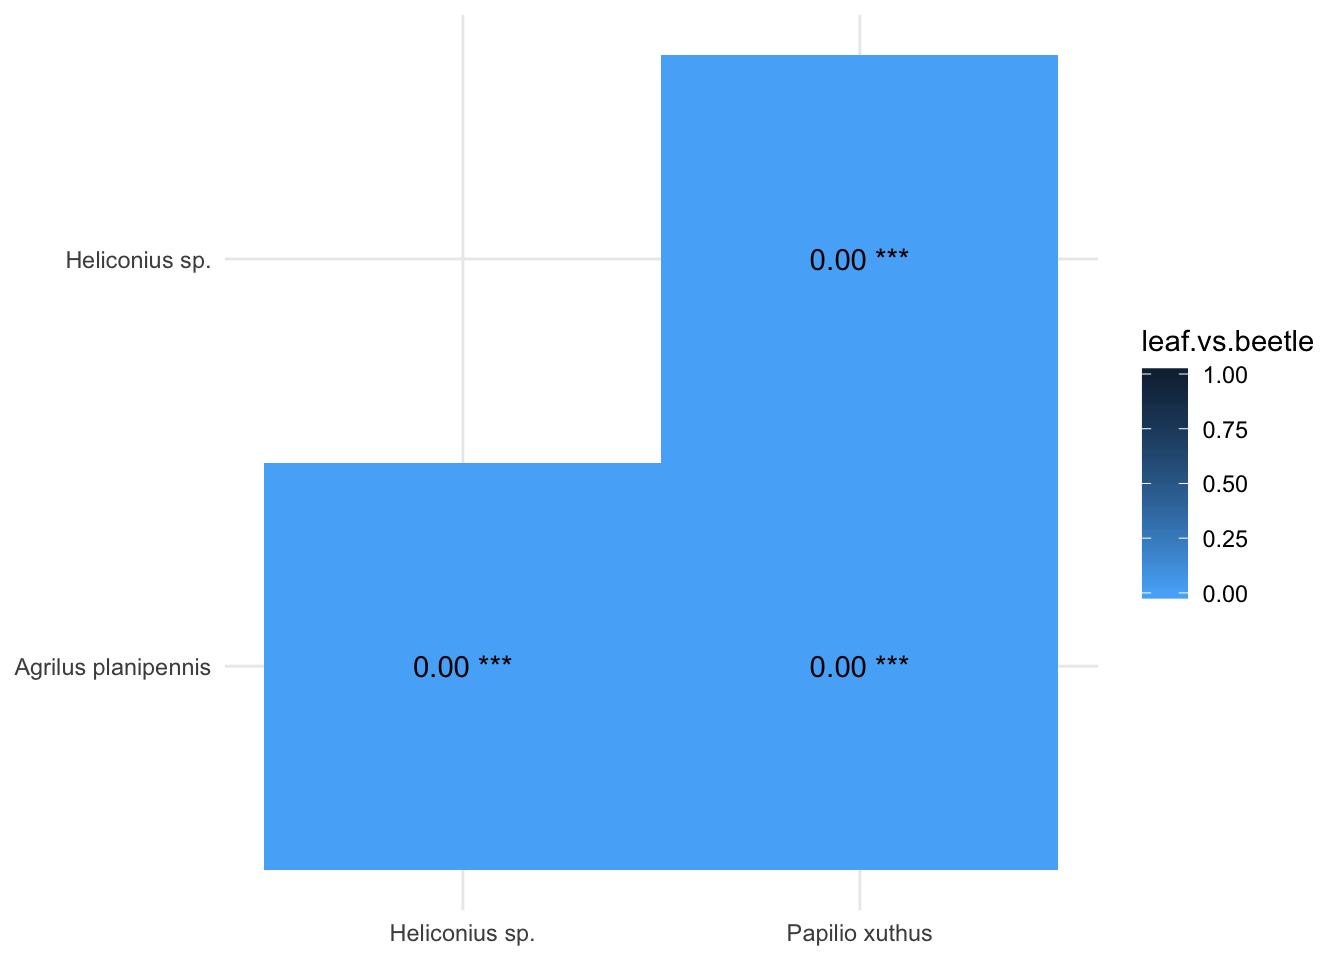 Heliconius sp.
0.00 ***
leaf.vs.beetle
1.00
0.75
0.50
0.25
0.00
Agrilus planipennis
0.00 ***
0.00 ***
Heliconius sp.
Papilio xuthus